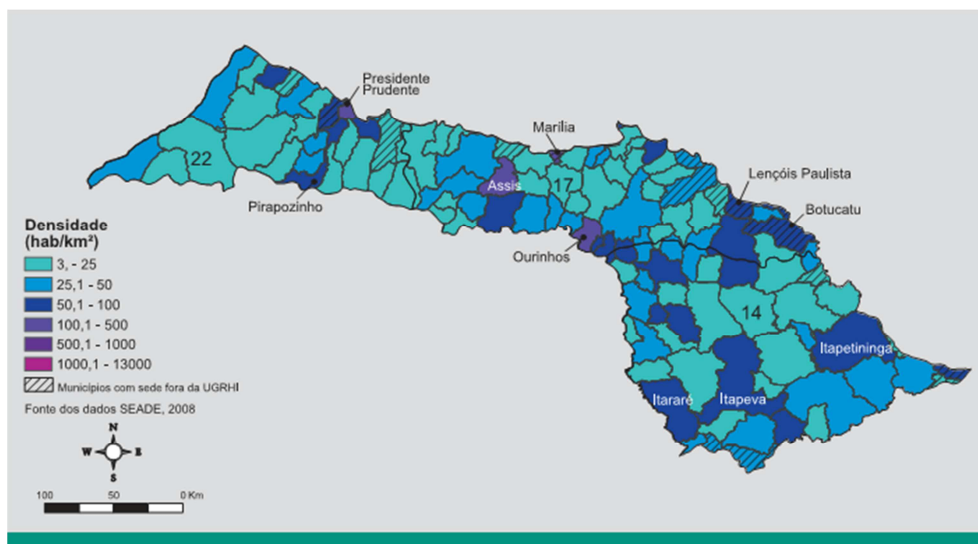 Presidente
Prudente
Marília
22
Assis
17
Lençóis Paulista
Pirapozinho
Botucatu
Ourinhos
14
Itapetininga
Itararé
Itapeva
Densidade
(hab/km²)
3, - 25
25,1 - 50
50,1 - 100
100,1 - 500
500,1 - 1000
1000,1 - 13000
Municípios com sede fora da UGRHI
Fonte dos dados SEADE, 2008
N
W E
S
100 50 0 Km